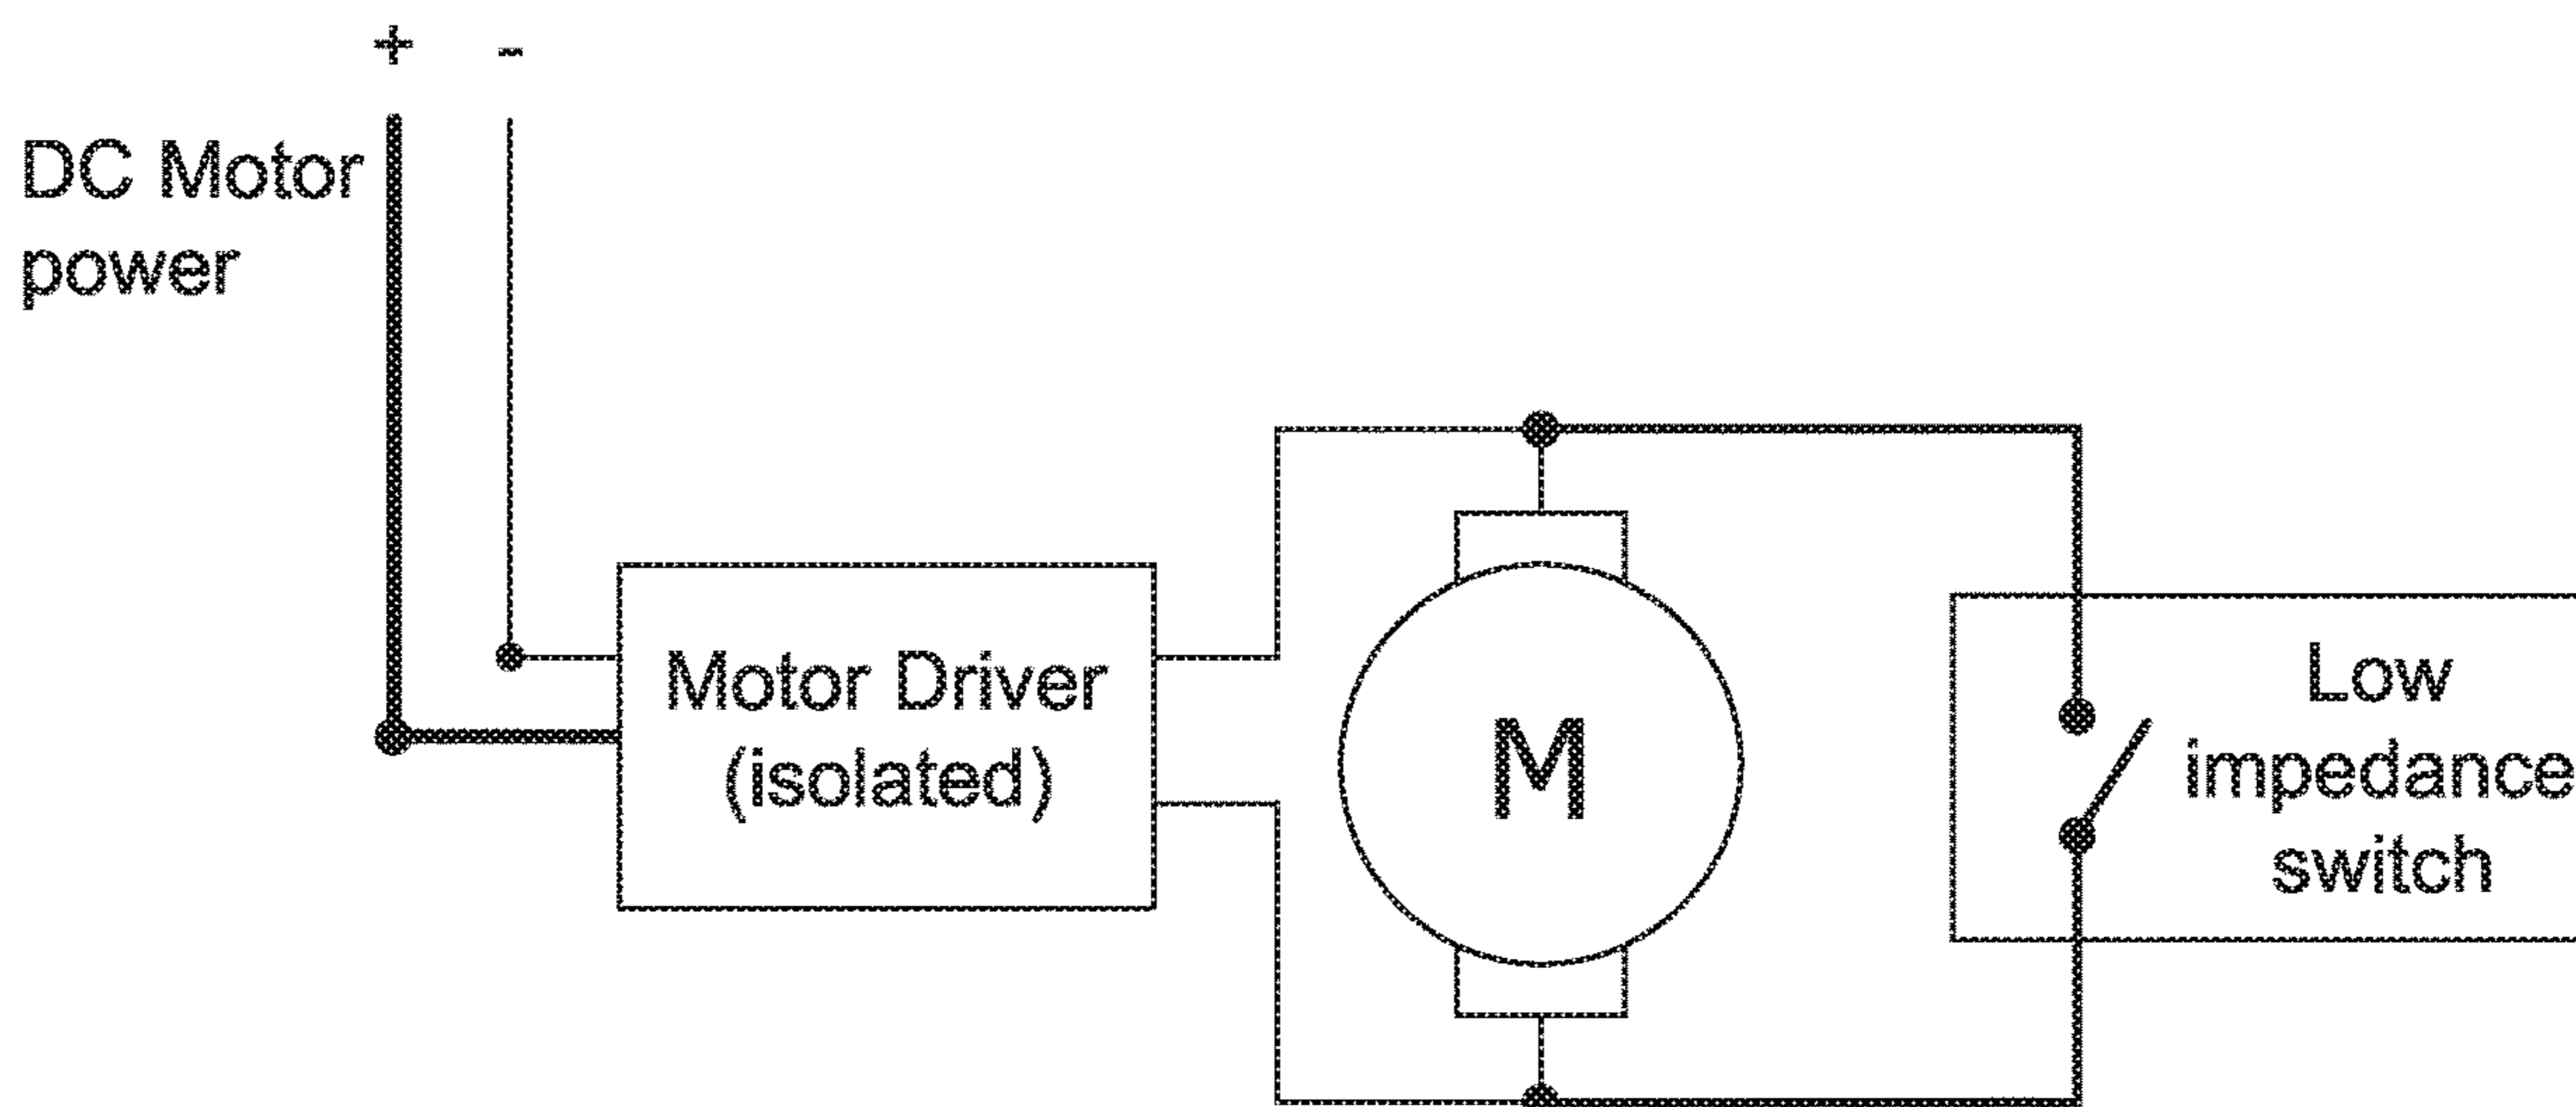 + -
DC Motor
power
Motor Driver
(isolated)
M
Low
impedance
switch